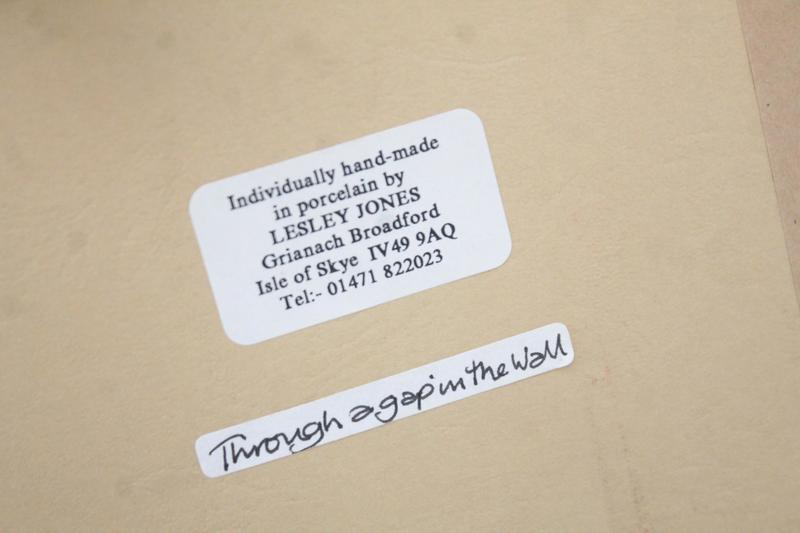 Individually hand-made
in porcelain by
LESLEY JONES
Grianach Broadford
Isle of Skye IV49 9AQ
Tel:- 01471 822023
Through a gap in the Wall